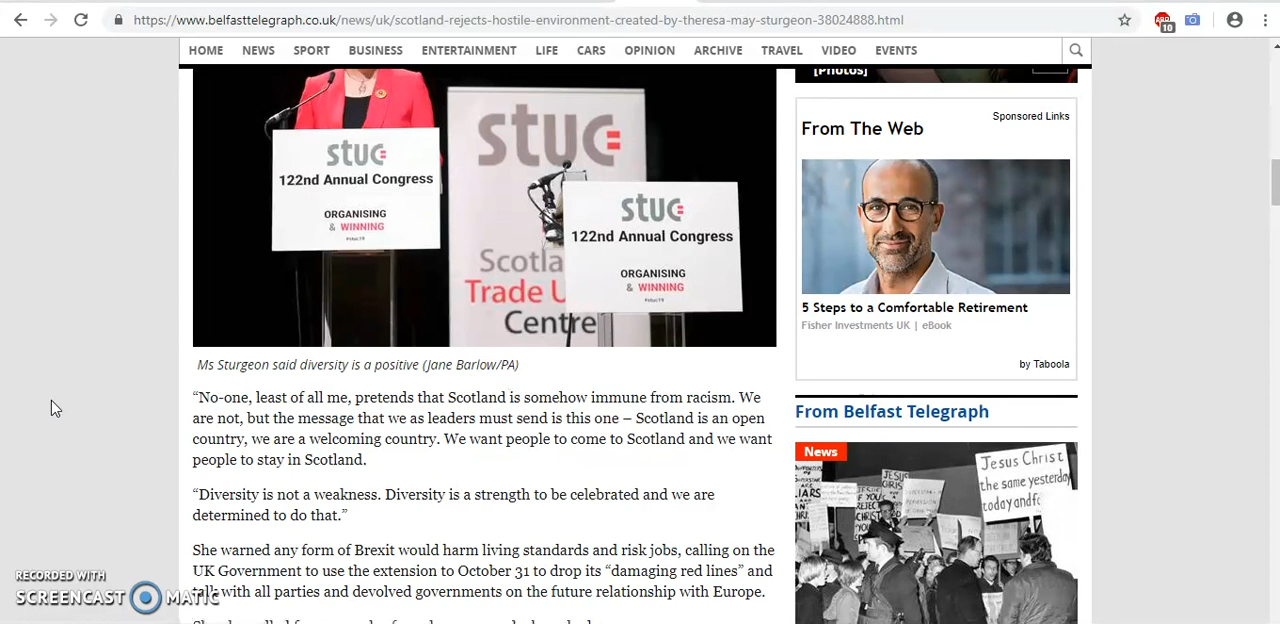 https://www.belfasttelegraph.co.uk/news/uk/scotland-rejects-hostile-environment-created-by-theresa-may-sturgeon-38024888.html
10
HOME NEWS SPORT BUSINESS ENTERTAINMENT LIFE CARS OPINION ARCHIVE TRAVEL VIDEO EVENTS
stuc
122nd Annual Congress
ORGANISING
& WINNING
#stuc19
stuc
Scotla
Trade U
Centre
stuc
122nd Annual Congress
ORGANISING
& WINNING
#stuc19
Ms Sturgeon said diversity is a positive (Jane Barlow/PA)
“No-one, least of all me, pretends that Scotland is somehow immune from racism. We
are not, but the message that we as leaders must send is this one – Scotland is an open
country, we are a welcoming country. We want people to come to Scotland and we want
people to stay in Scotland.
“Diversity is not a weakness. Diversity is a strength to be celebrated and we are
determined to do that.”
She warned any form of Brexit would harm living standards and risk jobs, calling on the
UK Government to use the extension to October 31 to drop its “damaging red lines” and
talk with all parties and devolved governments on the future relationship with Europe.
[Photos]
Sponsored Links
From The Web
5 Steps to a Comfortable Retirement
Fisher Investments UK | eBook
by Taboola
From Belfast Telegraph
News
JESUS
Jesus Christ
the same yesterday
today and fo
REJECT
CHRIST
RECORDED WITH
SCREENCAST MATIC